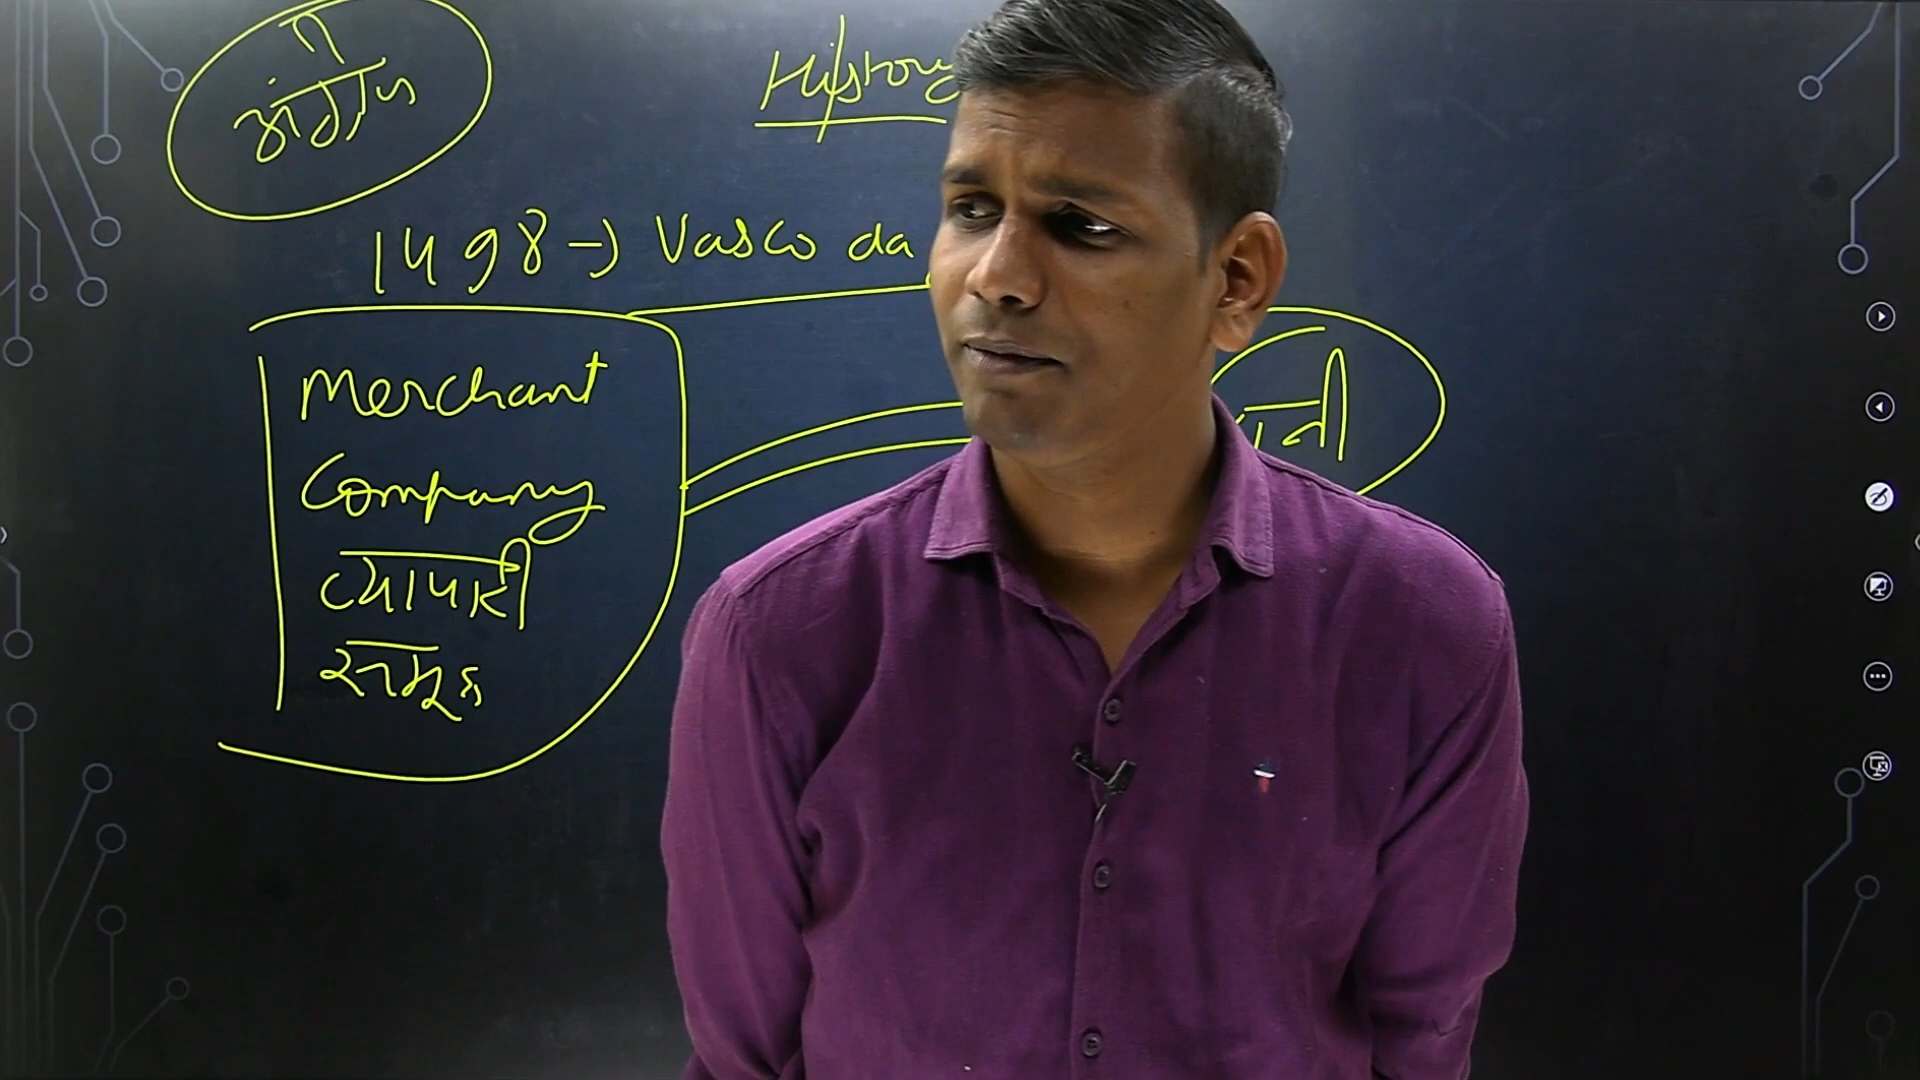 अंग्रेज
History
1498 → Vasco da
Merchant
Company
व्यापारी
समूह